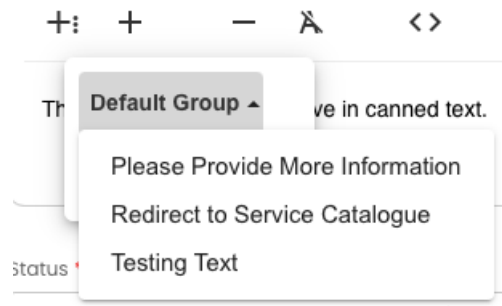 Th
Default Group
ve in canned text.
Please Provide More Information
Redirect to Service Catalogue
Testing Text
Status *